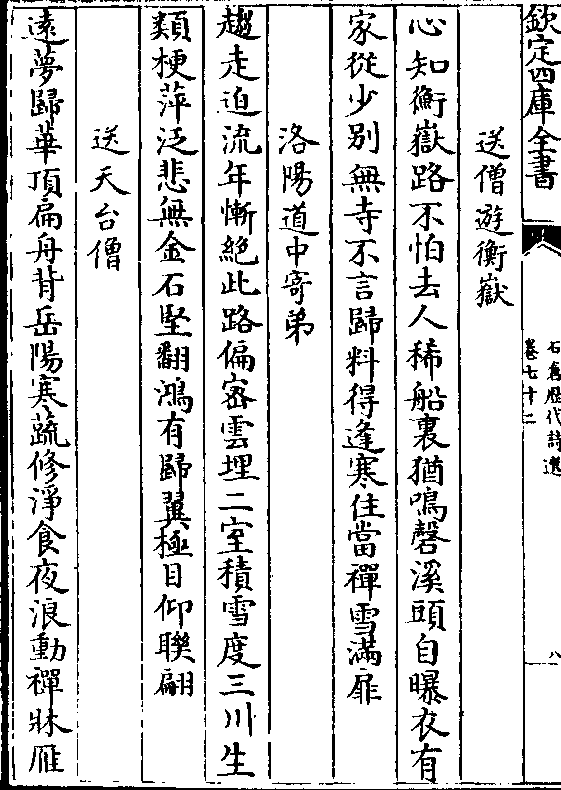 欽定四庫全書
石倉歷代詩選
卷七十二
八
送僧遊衡嶽
心知衡嶽路不怕去人稀船裏猶鳴磬溪頭自曝衣有
家從少別無寺不言歸料得逢寒住當禪雪滿扉
洛陽道中寄弟
趨走迫流年慚絶此路偏密雲埋二室積雪度三川生
類梗萍泛悲無金石堅翻鴻有歸翼極目仰聯翩
送天台僧
遠夢歸華頂扁舟背岳陽寒蔬修淨食夜浪動禪牀雁